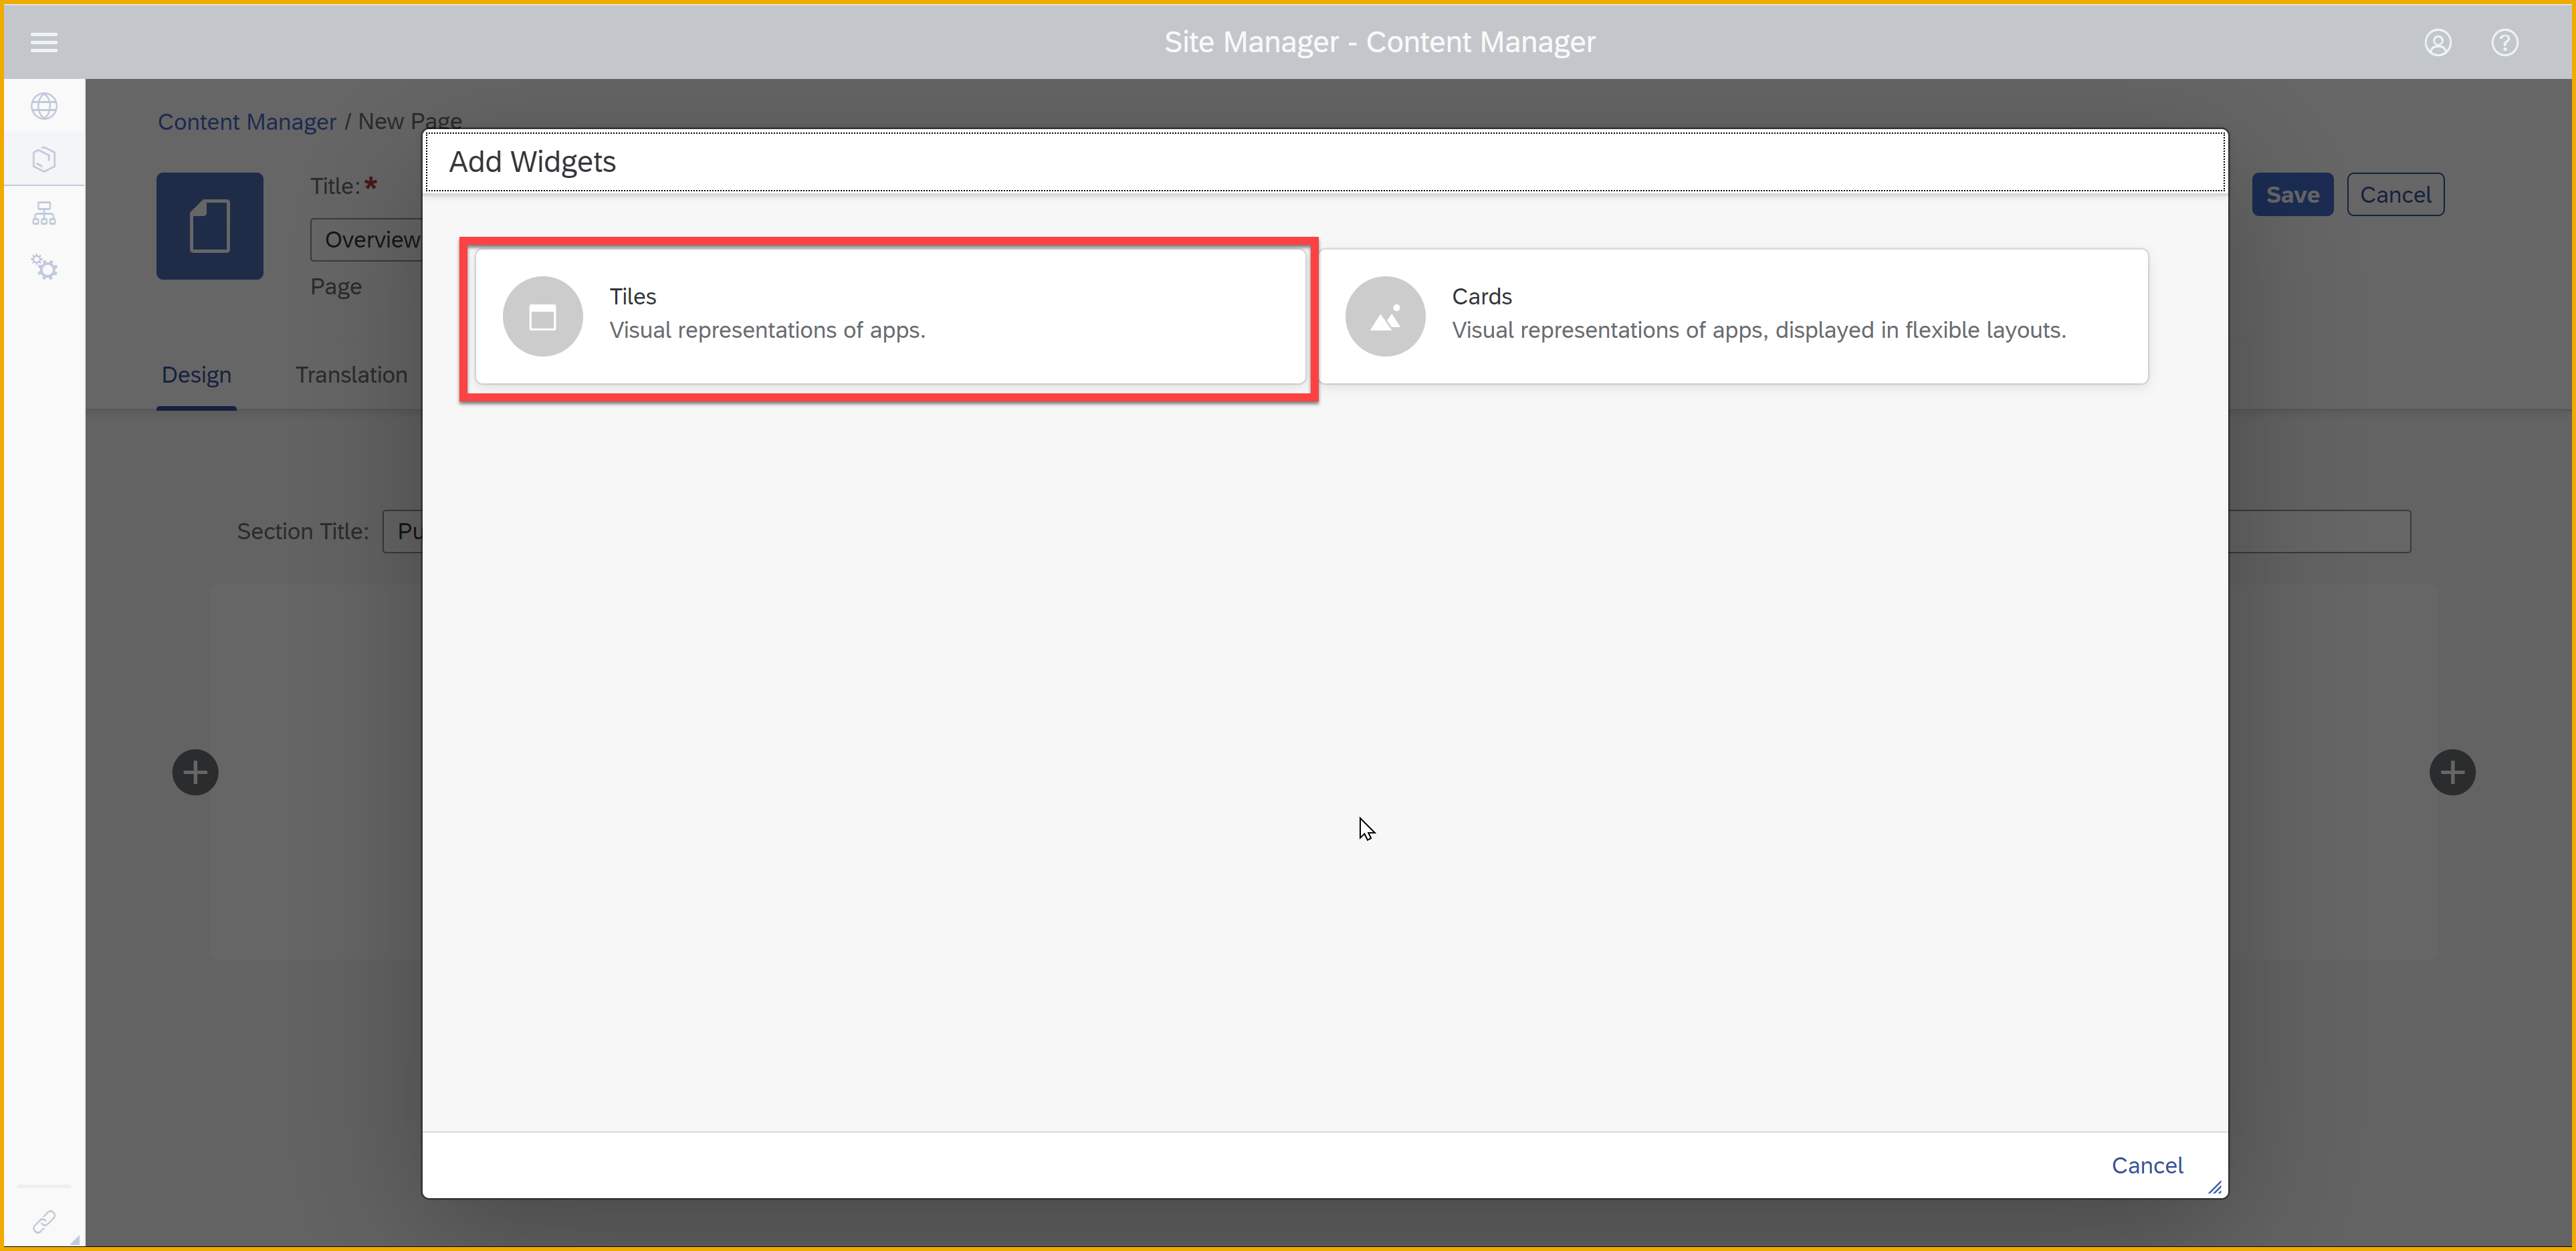 Site Manager - Content Manager
Content Manager / New Page
Add Widgets
Title:*
Save
Cancel
Overview
Page
Tiles
Visual representations of apps.
Cards
Visual representations of apps, displayed in flexible layouts.
Design
Translation
Section Title:
Pu
Cancel